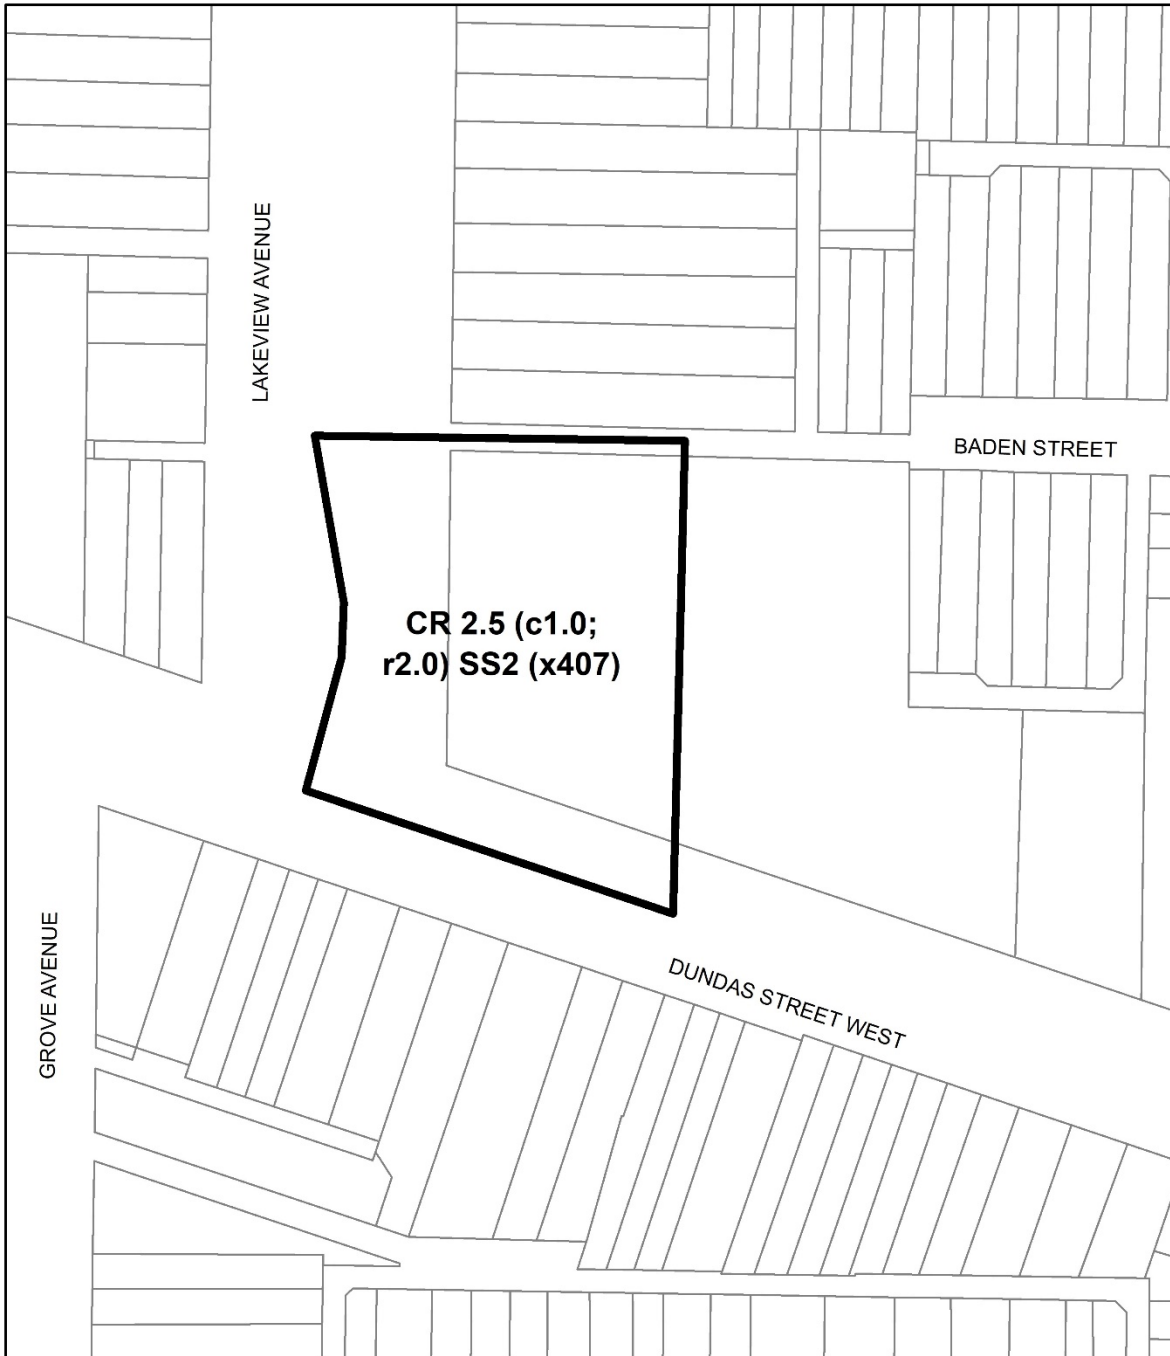 LAKEVIEW AVENUE
BADEN STREET
CR 2.5 (c1.0;
r2.0) SS2 (x407)
GROVE AVENUE
DUNDAS STREET WEST